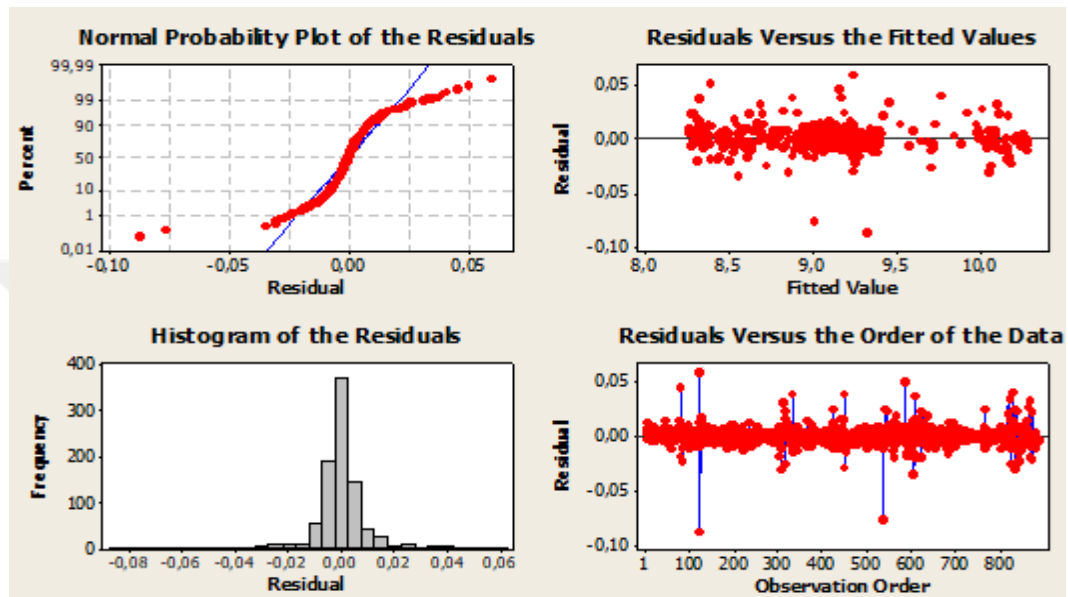 Normal Probability Plot of the Residuals
99,99
99
90
50
10
1
0,01
Percent
-0,10 -0,05 0,00 0,05
Residual
Residuals Versus the Fitted Values
0,05
0,00
-0,05
-0,10
Residual
8,0 8,5 9,0 9,5 10,0
Fitted Value
Histogram of the Residuals
400
300
200
100
0
Frequency
-0,08 -0,06 -0,04 -0,02 0,00 0,02 0,04 0,06
Residual
Residuals Versus the Order of the Data
0,05
0,00
-0,05
-0,10
Residual
1 100 200 300 400 500 600 700 800
Observation Order